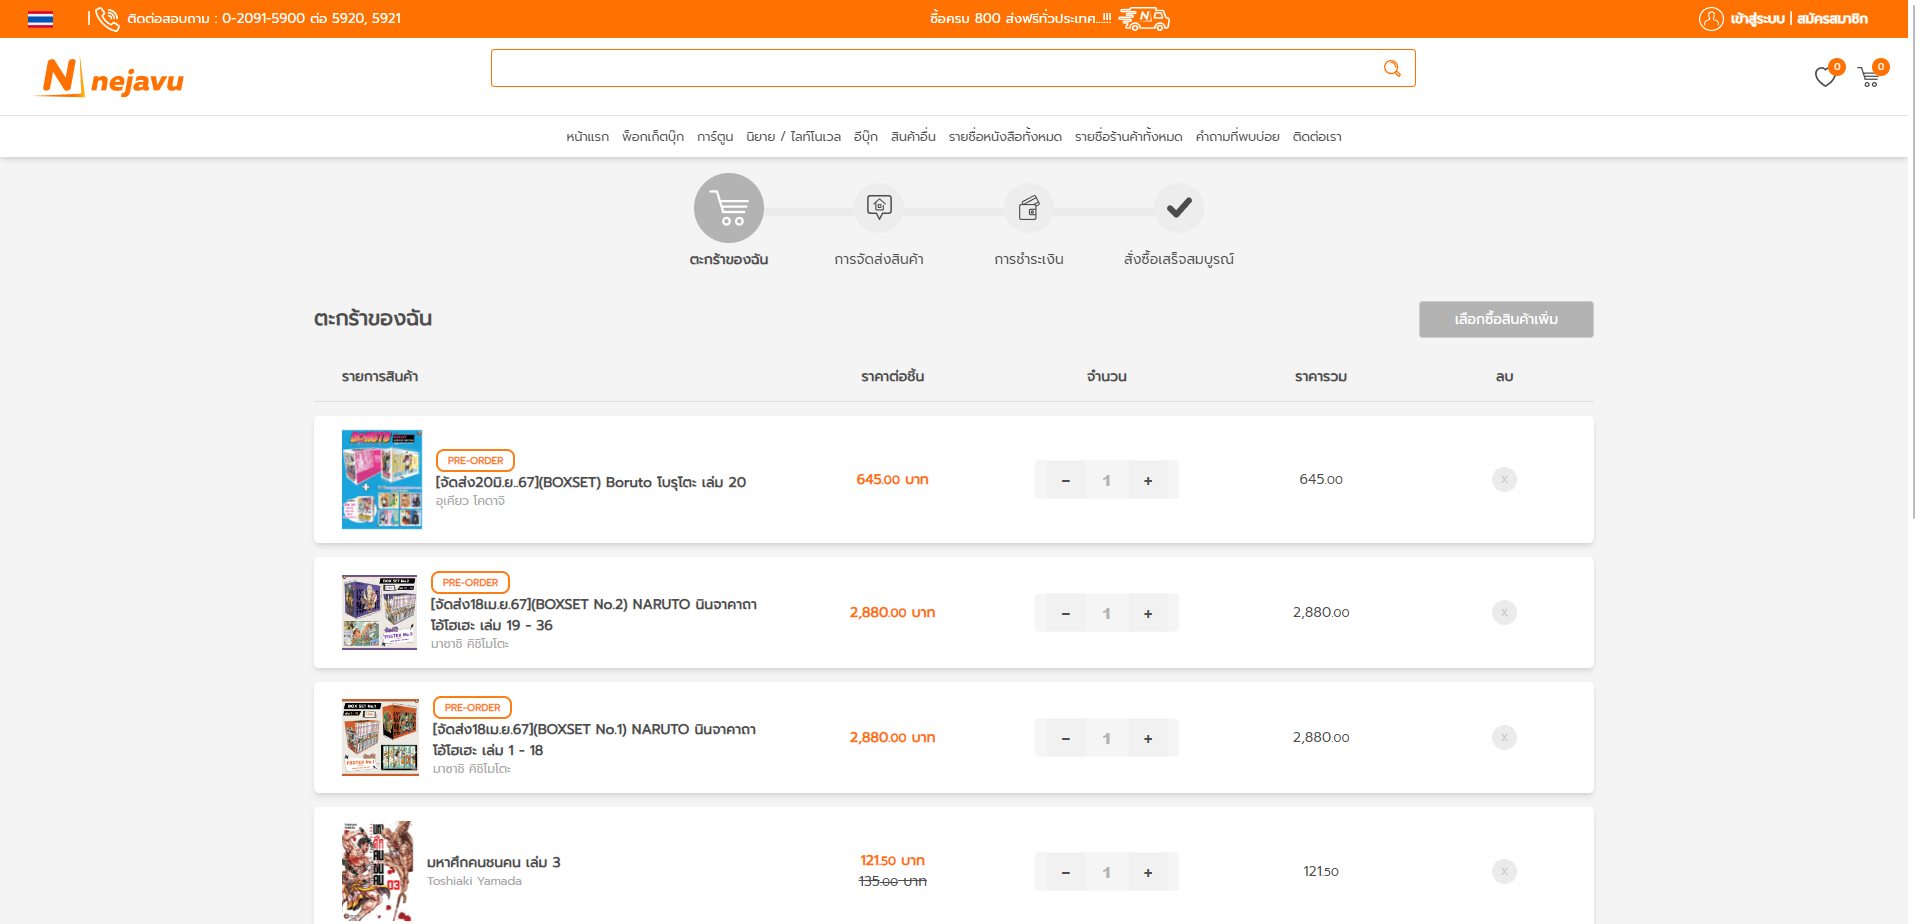 | ติดต่อสอบถาม : 0-2091-5900 ต่อ 5920, 5921
ซื้อครบ 800 ส่งฟรีทั่วประเทศ...!!!
เข้าสู่ระบบ | สมัครสมาชิก
N nejavu
0
0
หน้าแรก พ็อกเก็ตบุ๊ก การ์ตูน นิยาย / ไลท์โนเวล อีบุ๊ก สินค้าอื่น รายชื่อหนังสือทั้งหมด รายชื่อร้านค้าทั้งหมด คำถามที่พบบ่อย ติดต่อเรา
ตะกร้าของฉัน การจัดส่งสินค้า การชำระเงิน สั่งซื้อเสร็จสมบูรณ์
ตะกร้าของฉัน
เลือกซื้อสินค้าเพิ่ม
รายการสินค้า ราคาต่อชิ้น จำนวน ราคารวม ลบ
PRE-ORDER
[จัดส่ง20มิ.ย..67](BOXSET) Boruto โบรุโตะ เล่ม 20
อุเคียว โคดาจิ
645.00 บาท
- 1 +
645.00
x
BOX SET No.2
PRE-ORDER
[จัดส่ง18เม.ย.67](BOXSET No.2) NARUTO นินจาคาถา
โอ้โฮเฮะ เล่ม 19 - 36
มาซาชิ คิชิโมโตะ
2,880.00 บาท
- 1 +
2,880.00
x
BOX SET No.1
PRE-ORDER
[จัดส่ง18เม.ย.67](BOXSET No.1) NARUTO นินจาคาถา
โอ้โฮเฮะ เล่ม 1 - 18
มาซาชิ คิชิโมโตะ
2,880.00 บาท
- 1 +
2,880.00
x
03
มหาศึกคนชนคน เล่ม 3
Toshiaki Yamada
121.50 บาท
135.00 บาท
- 1 +
121.50
x